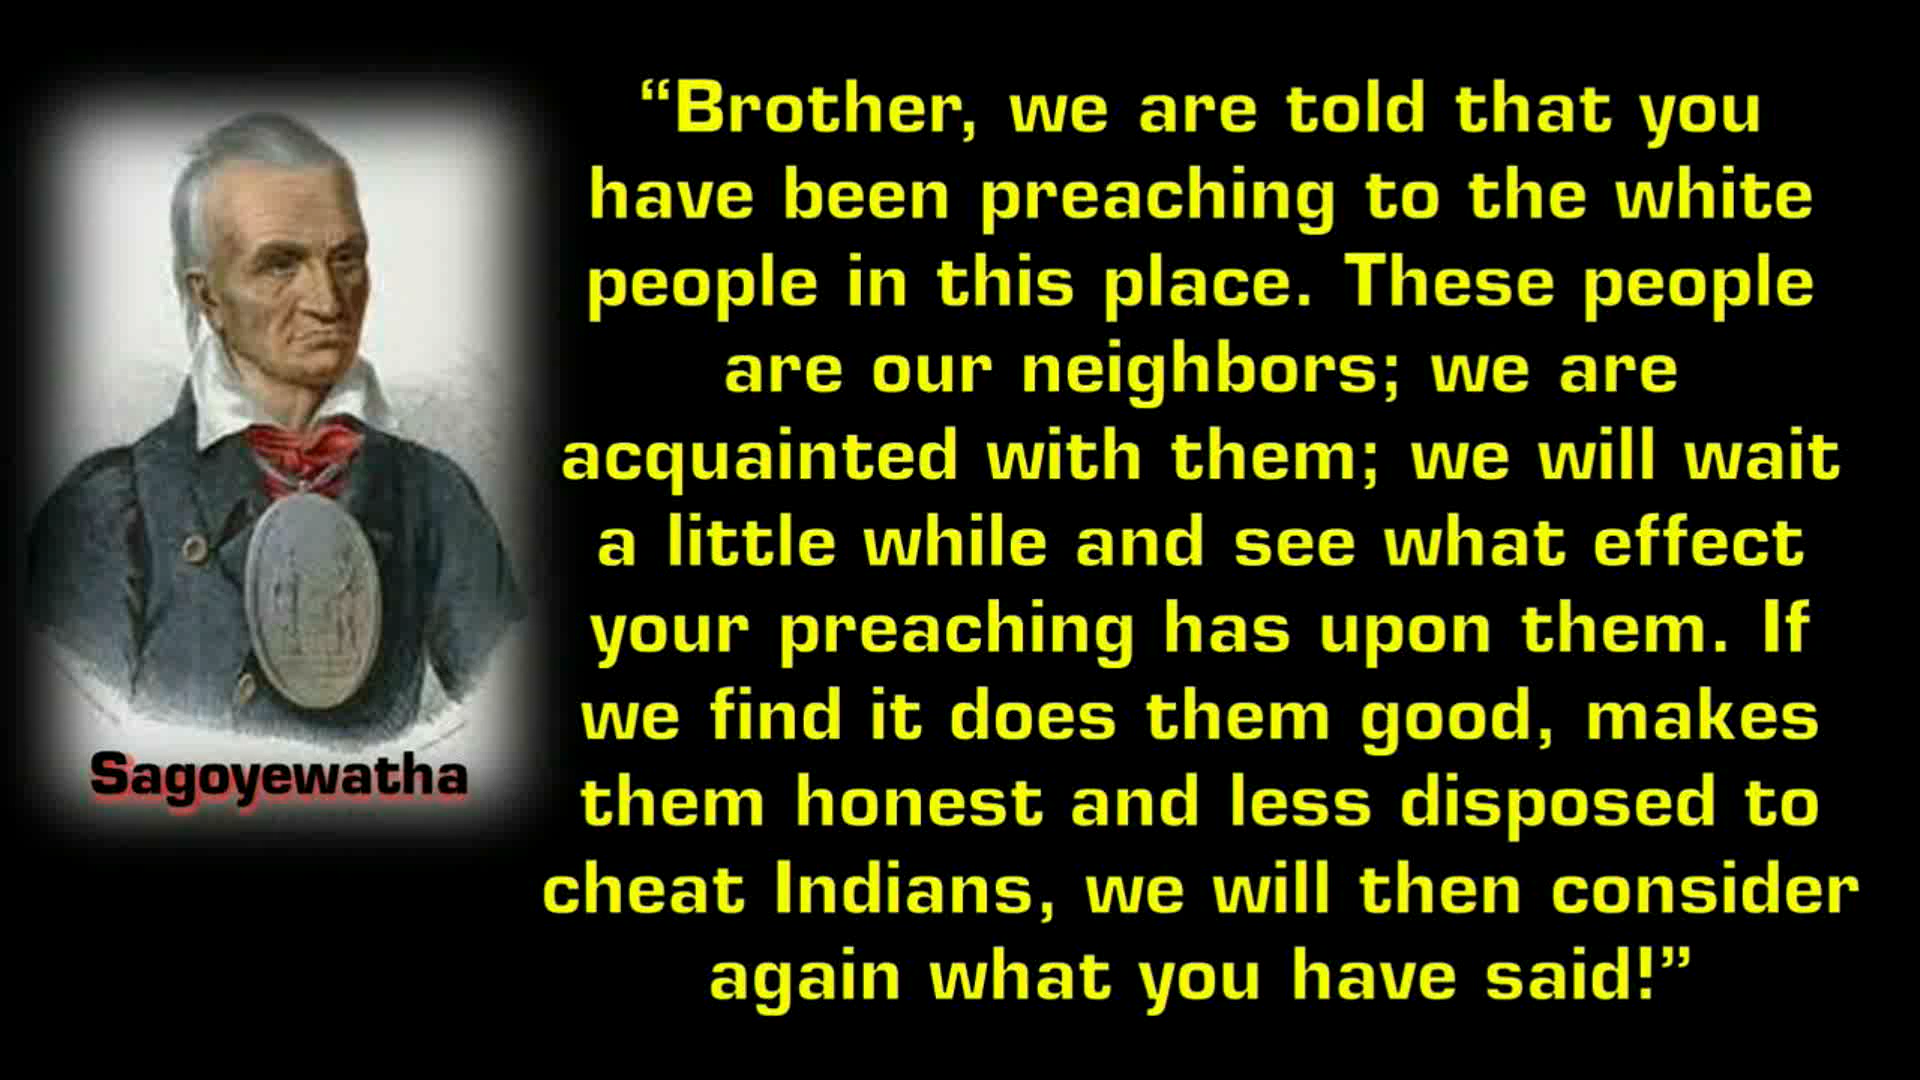 “Brother, we are told that you
have been preaching to the white
people in this place. These people
are our neighbors; we are
acquainted with them; we will wait
a little while and see what effect
your preaching has upon them. If
we find it does them good, makes
them honest and less disposed to
cheat Indians, we will then consider
again what you have said!”
Sagoyewatha